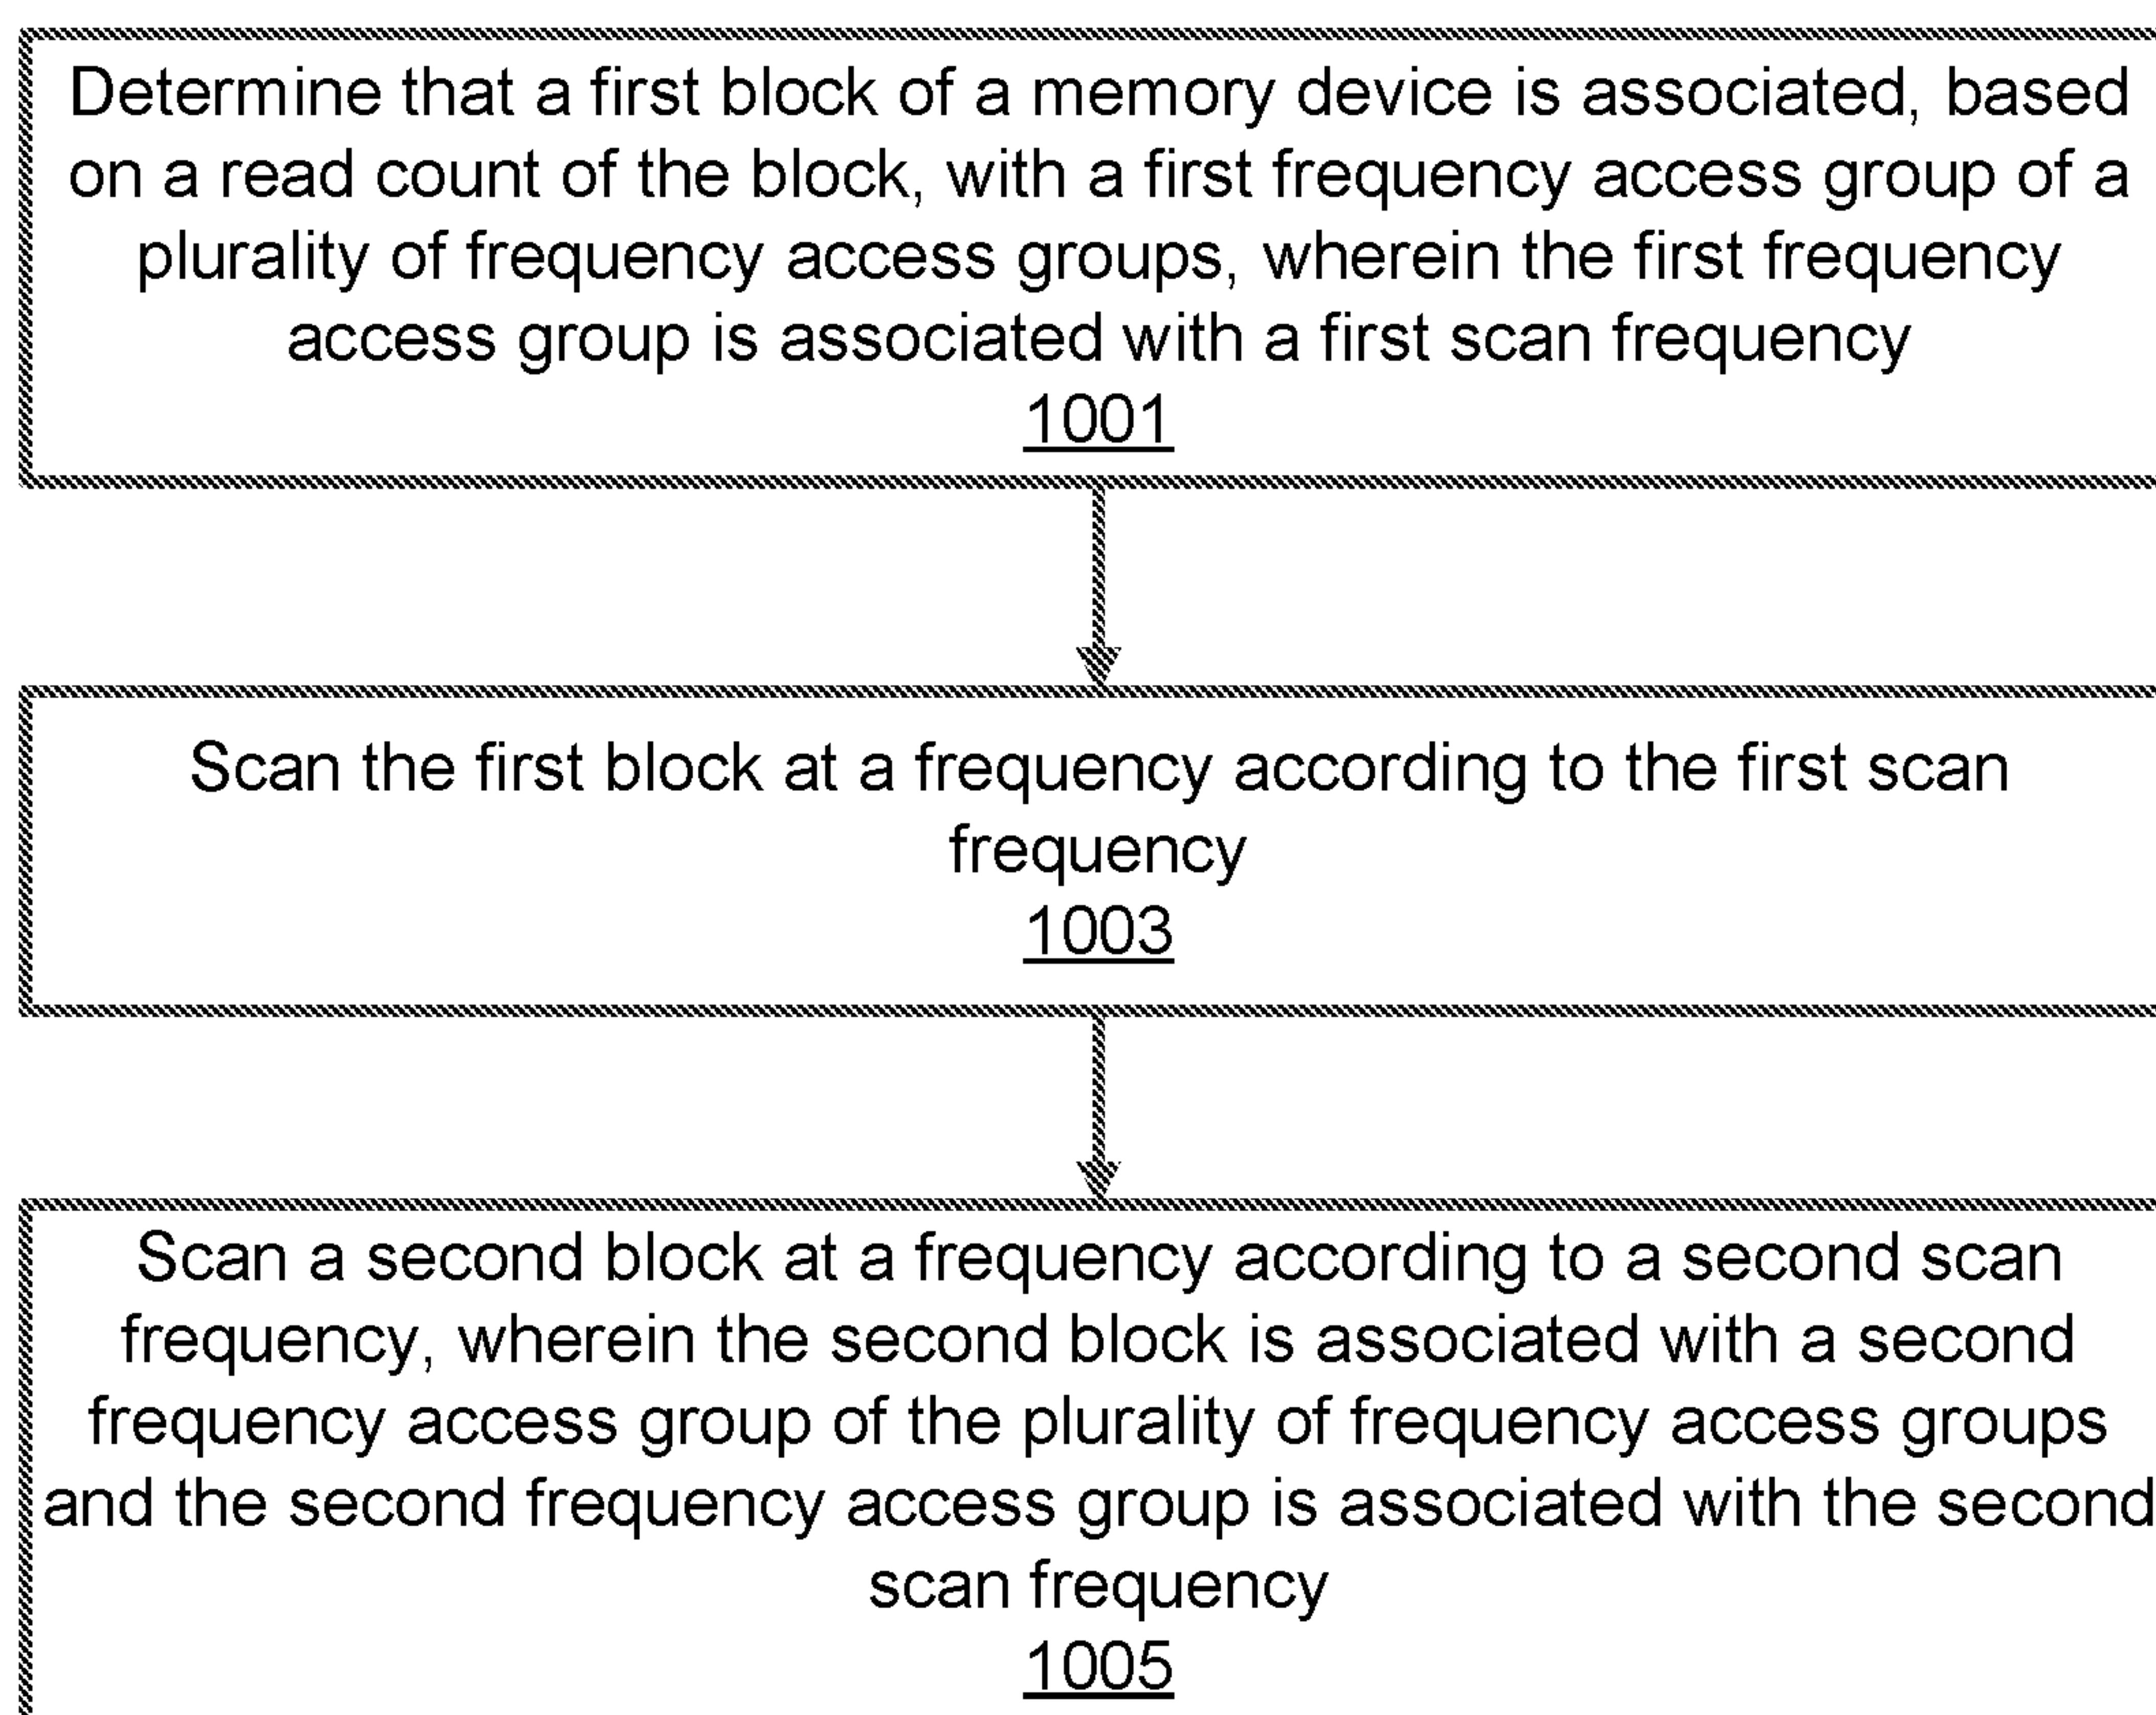 Determine that a first block of a memory device is associated, based
on a read count of the block, with a first frequency access group of a
plurality of frequency access groups, wherein the first frequency
access group is associated with a first scan frequency
1001
Scan the first block at a frequency according to the first scan
frequency
1003
Scan a second block at a frequency according to a second scan
frequency, wherein the second block is associated with a second
frequency access group of the plurality of frequency access groups
and the second frequency access group is associated with the second
scan frequency
1005